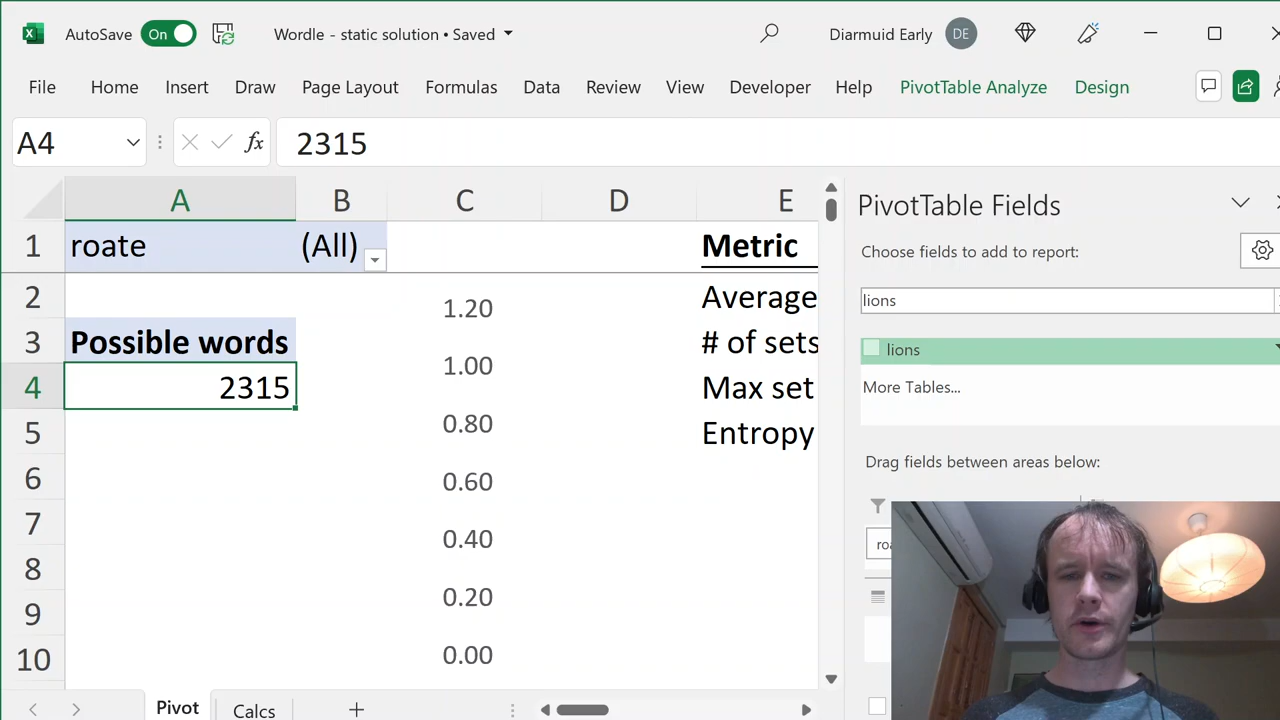 AutoSave On Wordle - static solution • Saved Diarmuid Early DE
File Home Insert Draw Page Layout Formulas Data Review View Developer Help PivotTable Analyze Design
A4 fx 2315
A B C D E
1 roate (All) Metric
2 1.20 Average
3 Possible words # of sets
4 2315 1.00 Max set
5 0.80 Entropy
6 0.60
7
8 0.40
9 0.20
10 0.00
Pivot Calcs
PivotTable Fields
Choose fields to add to report:
lions
lions
More Tables...
Drag fields between areas below: